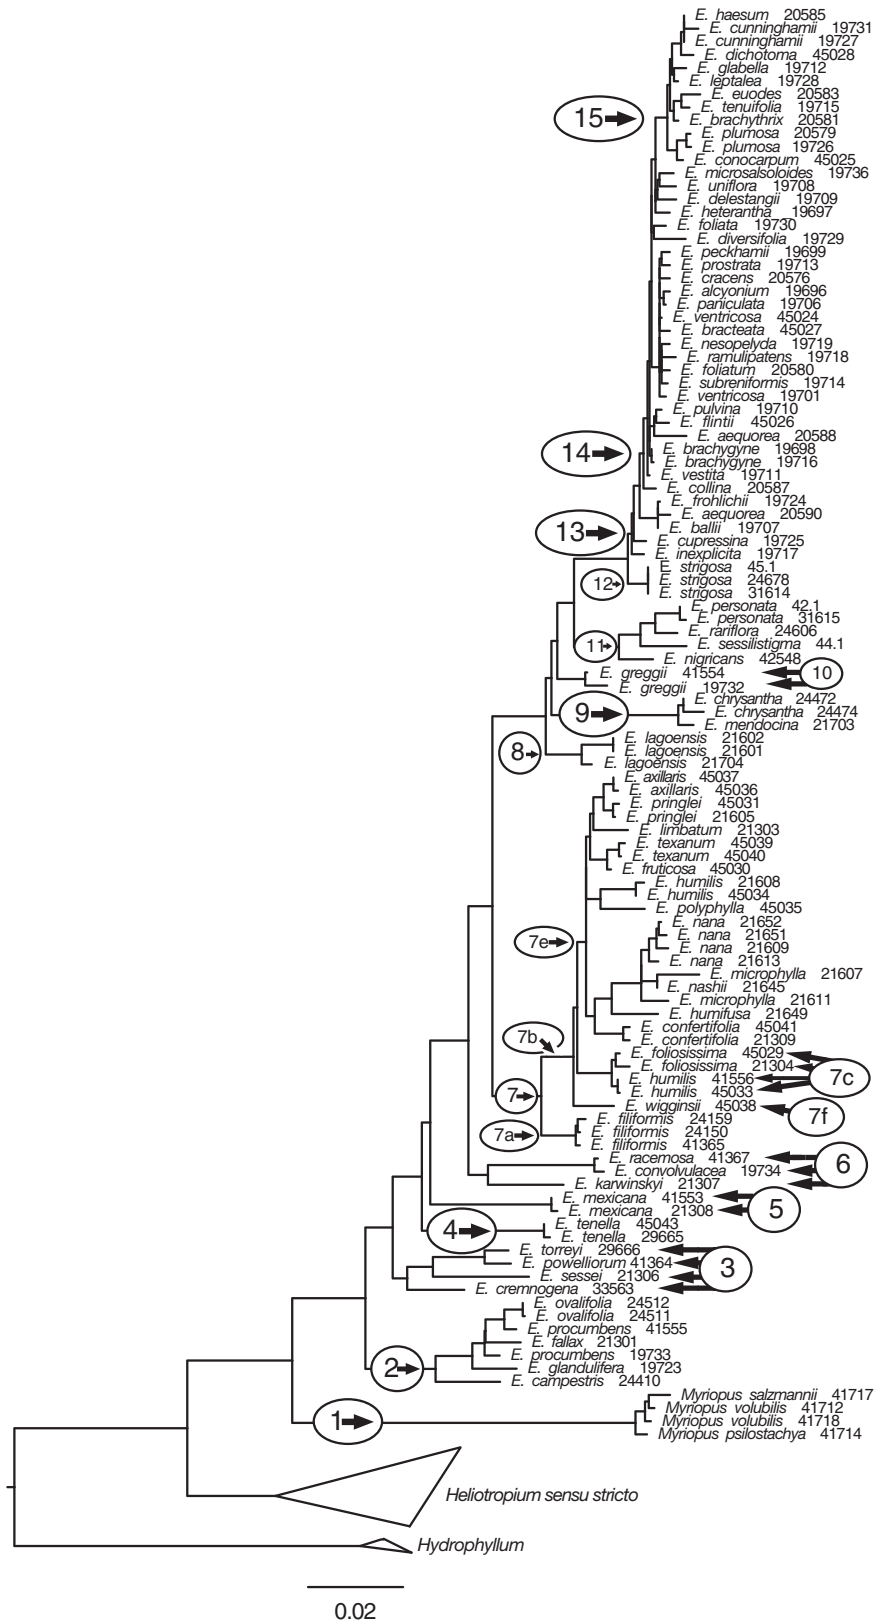 E. haesum 20585
E. cunninghamii 19731
E. cunninghamii 19727
E. dichotoma 45028
E. glabella 19712
E. leptalea 19728
E. euodes 20583
E. tenuifolia 19715
15
E. brachythrix 20581
E. plumosa 20579
E. plumosa 19726
E. conocarpum 45025
E. microsalsoloides 19736
E. uniflora 19708
E. delestangii 19709
E. heterantha 19697
E. foliata 19730
E. diversifolia 19729
E. peckhamii 19699
E. prostrata 19713
E. cracens 20576
E. alcyonium 19696
E. paniculata 19706
E. ventricosa 45024
E. bracteata 45027
E. nesopelyda 19719
E. ramulipatens 19718
E. foliatum 20580
E. subreniformis 19714
E. ventricosa 19701
E. pulvina 19710
E. flintii 45026
E. aequorea 20588
E. brachygyne 19698
14
E. brachygyne 19716
E. vestita 19711
E. collina 20587
E. frohlichii 19724
E. aequorea 20590
E. ballii 19707
13
E. cupressina 19725
E. inexplicita 19717
E. strigosa 45.1
12
E. strigosa 24678
E. strigosa 31614
E. personata 42.1
E. personata 31615
E. rariflora 24606
11
E. sessilistigma 44.1
E. nigricans 42548
E. greggii 41554
10
E. greggii 19732
E. chrysantha 24472
9
E. chrysantha 24474
E. mendocina 21703
E. lagoensis 21602
8
E. lagoensis 21601
E. lagoensis 21704
E. axillaris 45037
E. axillaris 45036
E. pringlei 45031
E. pringlei 21605
E. limbatum 21303
E. texanum 45039
E. texanum 45040
E. fruticosa 45030
E. humilis 21608
E. humilis 45034
E. polyphylla 45035
E. nana 21652
E. nana 21651
7e
E. nana 21609
E. nana 21613
E. microphylla 21607
E. nashii 21645
E. microphylla 21611
E. humifusa 21649
E. confertifolia 45041
7b
E. confertifolia 21309
E. foliosissima 45029
E. foliosissima 21304
7c
E. humilis 41556
E. humilis 45033
7
E. wigginsii 45038
7f
E. filiformis 24159
7a
E. filiformis 24150
E. filiformis 41365
E. racemosa 41367
6
E. convolvulacea 19734
E. karwinskyi 21307
E. mexicana 41553
5
E. mexicana 21308
4
E. tenella 45043
E. tenella 29665
E. torreyi 29666
E. powelliorum 41364
3
E. sessei 21306
E. cremnogena 33563
E. ovalifolia 24512
E. ovalifolia 24511
E. procumbens 41555
E. fallax 21301
E. procumbens 19733
2
E. glandulifera 19723
E. campestris 24410
Myriopus salzmannii 41717
Myriopus volubilis 41712
1
Myriopus volubilis 41718
Myriopus psilostachya 41714
Heliotropium sensu stricto
Hydrophyllum
0.02